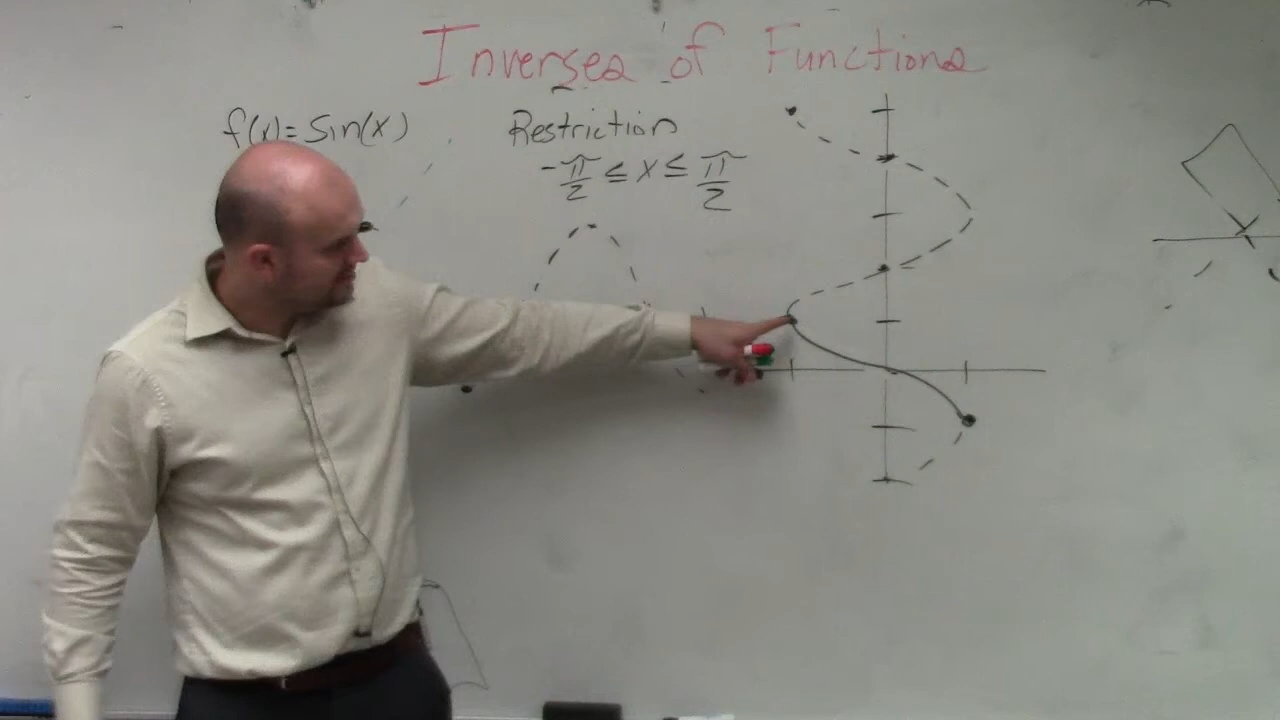 Inverses of Functions
f(x)= Sin(x)
Restriction
-π/2 ≤ x ≤ π/2